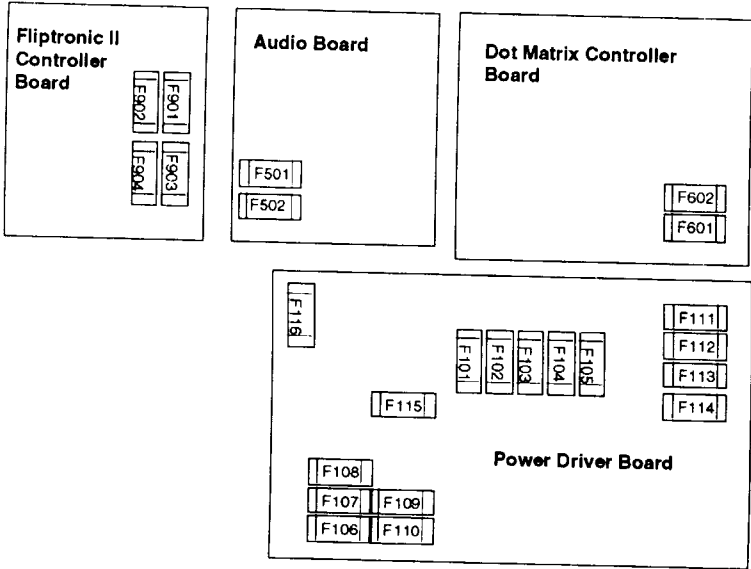 Fliptronic II
Controller
Board
F902
F901
F904
F903
Audio Board
F501
F502
Dot Matrix Controller
Board
F602
F601
F116
F101
F102
F103
F104
F105
F111
F112
F113
F114
F115
Power Driver Board
F108
F107
F109
F106
F110